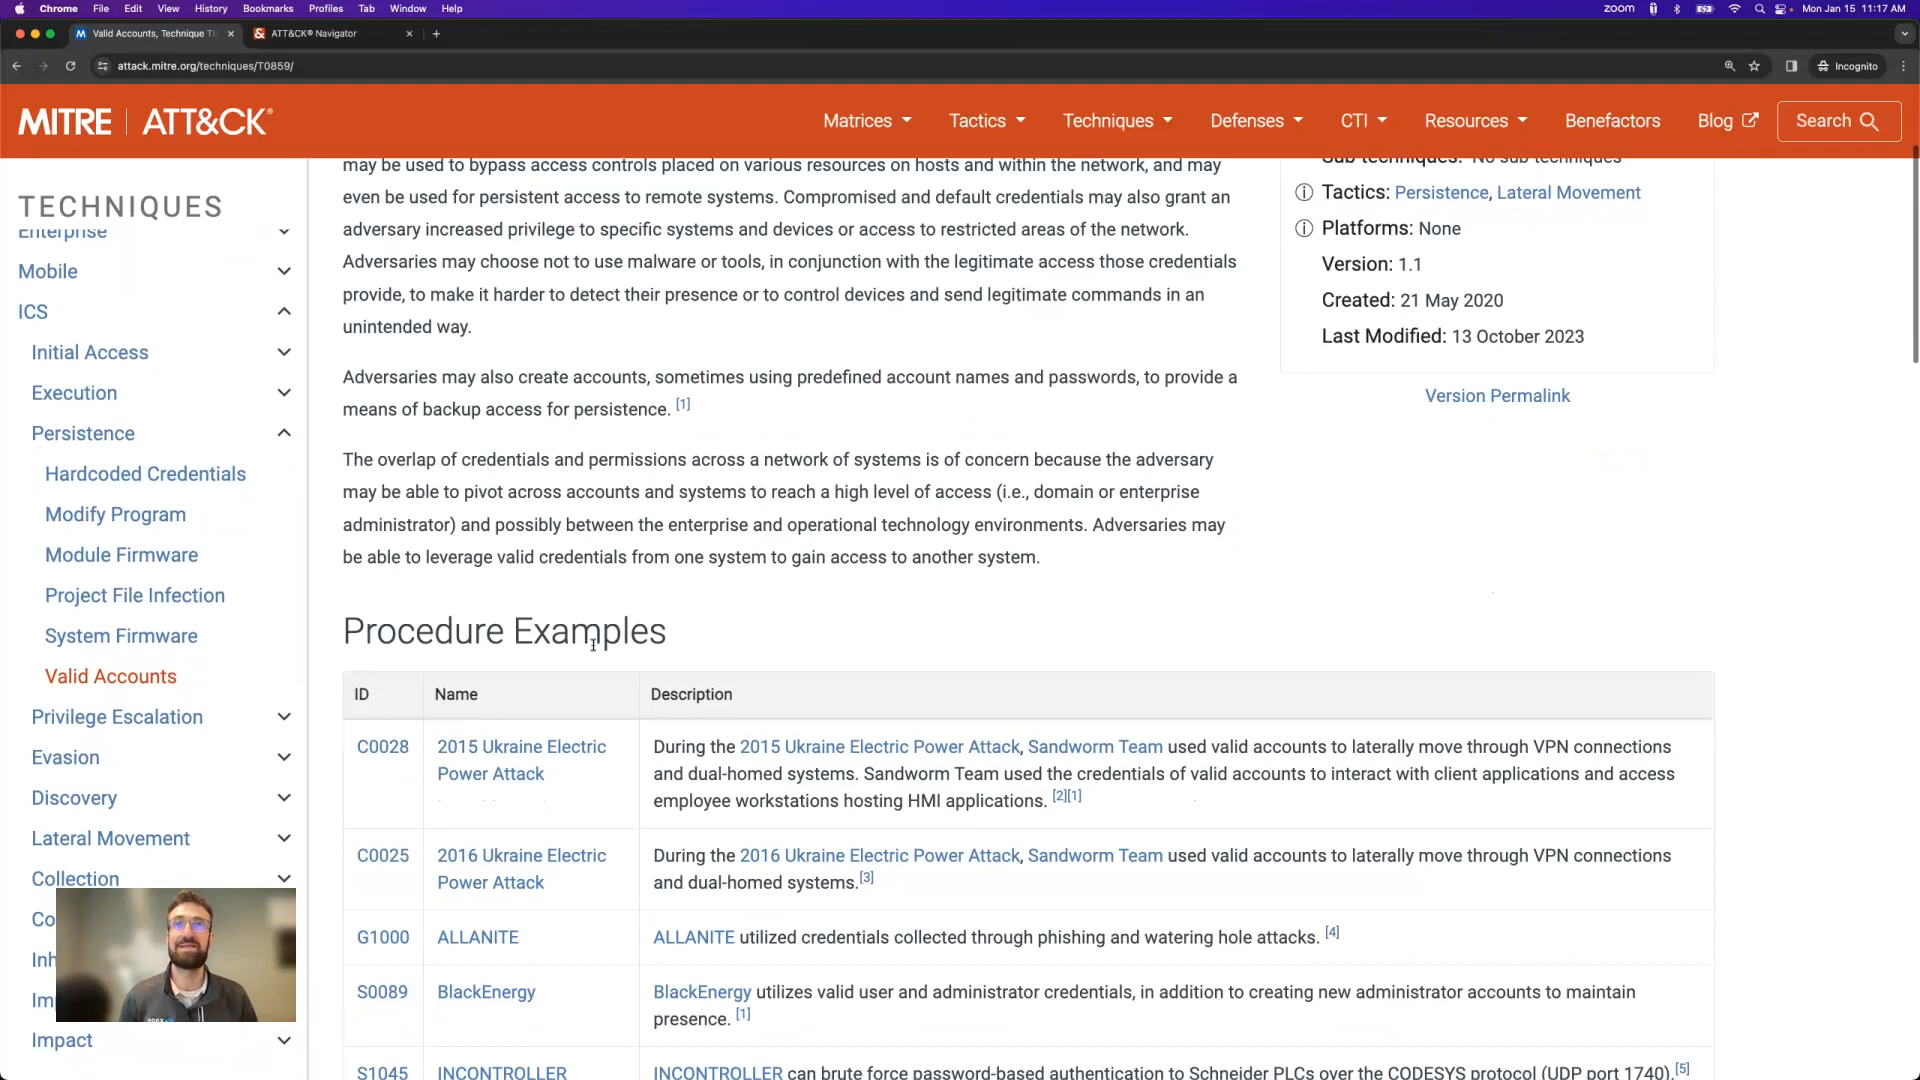 Chrome File Edit View History Bookmarks Profiles Tab Window Help zoom Mon Jan 15 11:17 AM
Valid Accounts, Technique T ATT&CK® Navigator
attack.mitre.org/techniques/T0859/ Incognito
MITRE | ATT&CK® Matrices Tactics Techniques Defenses CTI Resources Benefactors Blog Search
TECHNIQUES
Enterprise
Mobile
ICS
Initial Access
Execution
Persistence
Hardcoded Credentials
Modify Program
Module Firmware
Project File Infection
System Firmware
Valid Accounts
Privilege Escalation
Evasion
Discovery
Lateral Movement
Collection
Co
Inh
Im
Impact
may be used to bypass access controls placed on various resources on hosts and within the network, and may
even be used for persistent access to remote systems. Compromised and default credentials may also grant an
adversary increased privilege to specific systems and devices or access to restricted areas of the network.
Adversaries may choose not to use malware or tools, in conjunction with the legitimate access those credentials
provide, to make it harder to detect their presence or to control devices and send legitimate commands in an
unintended way.
Adversaries may also create accounts, sometimes using predefined account names and passwords, to provide a
means of backup access for persistence. [1]
The overlap of credentials and permissions across a network of systems is of concern because the adversary
may be able to pivot across accounts and systems to reach a high level of access (i.e., domain or enterprise
administrator) and possibly between the enterprise and operational technology environments. Adversaries may
be able to leverage valid credentials from one system to gain access to another system.
Sub-techniques: No sub-techniques
Tactics: Persistence, Lateral Movement
Platforms: None
Version: 1.1
Created: 21 May 2020
Last Modified: 13 October 2023
Version Permalink
Procedure Examples
ID Name Description
C0028 2015 Ukraine Electric Power Attack During the 2015 Ukraine Electric Power Attack, Sandworm Team used valid accounts to laterally move through VPN connections
and dual-homed systems. Sandworm Team used the credentials of valid accounts to interact with client applications and access
employee workstations hosting HMI applications. [2][1]
C0025 2016 Ukraine Electric Power Attack During the 2016 Ukraine Electric Power Attack, Sandworm Team used valid accounts to laterally move through VPN connections
and dual-homed systems.[3]
G1000 ALLANITE ALLANITE utilized credentials collected through phishing and watering hole attacks. [4]
S0089 BlackEnergy BlackEnergy utilizes valid user and administrator credentials, in addition to creating new administrator accounts to maintain
presence. [1]
S1045 INCONTROLLER INCONTROLLER can brute force password-based authentication to Schneider PLCs over the CODESYS protocol (UDP port 1740).[5]